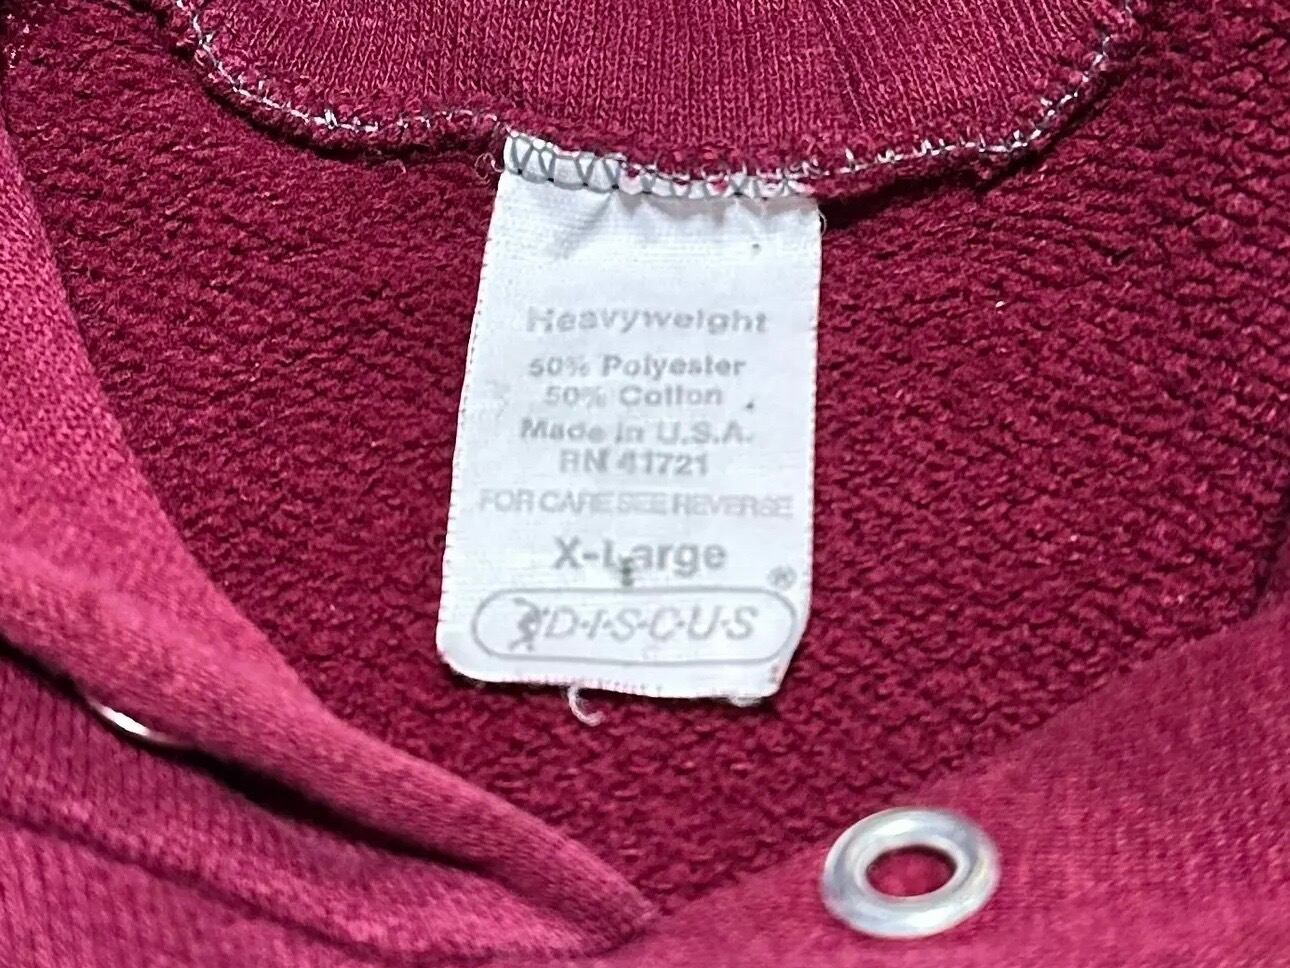 Heavyweight
50% Polyester
50% Cotton
Made in U.S.A.
RN 41721
FOR CARE SEE REVERSE
X-Large
D·I·S·C·U·S ®